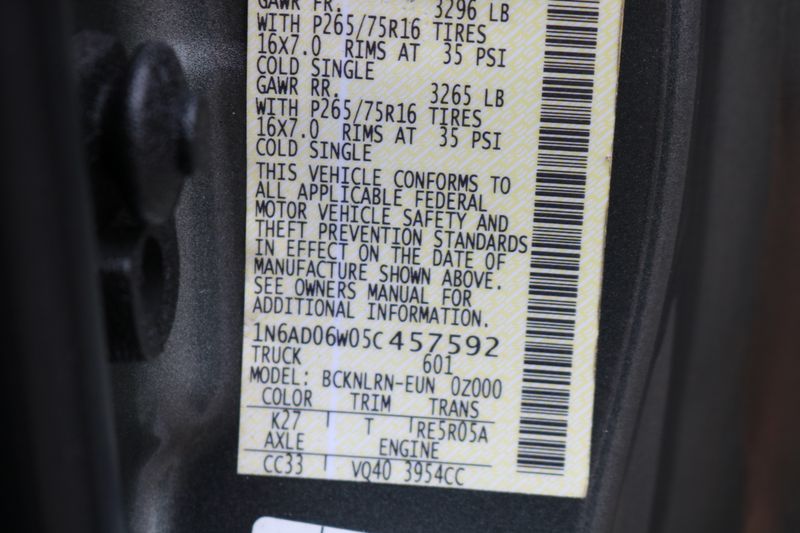 GAWR FR. 3296 LB
WITH P265/75R16 TIRES
16X7.0 RIMS AT 35 PSI
COLD SINGLE
GAWR RR. 3265 LB
WITH P265/75R16 TIRES
16X7.0 RIMS AT 35 PSI
COLD SINGLE
THIS VEHICLE CONFORMS TO
ALL APPLICABLE FEDERAL
MOTOR VEHICLE SAFETY AND
THEFT PREVENTION STANDARDS
IN EFFECT ON THE DATE OF
MANUFACTURE SHOWN ABOVE.
SEE OWNERS MANUAL FOR
ADDITIONAL INFORMATION.
1N6AD06W05C457592
TRUCK 601
MODEL: BCKNLRN-EUN 0Z000
COLOR TRIM TRANS
K27 T RE5R05A
AXLE ENGINE
CC33 VQ40 3954CC